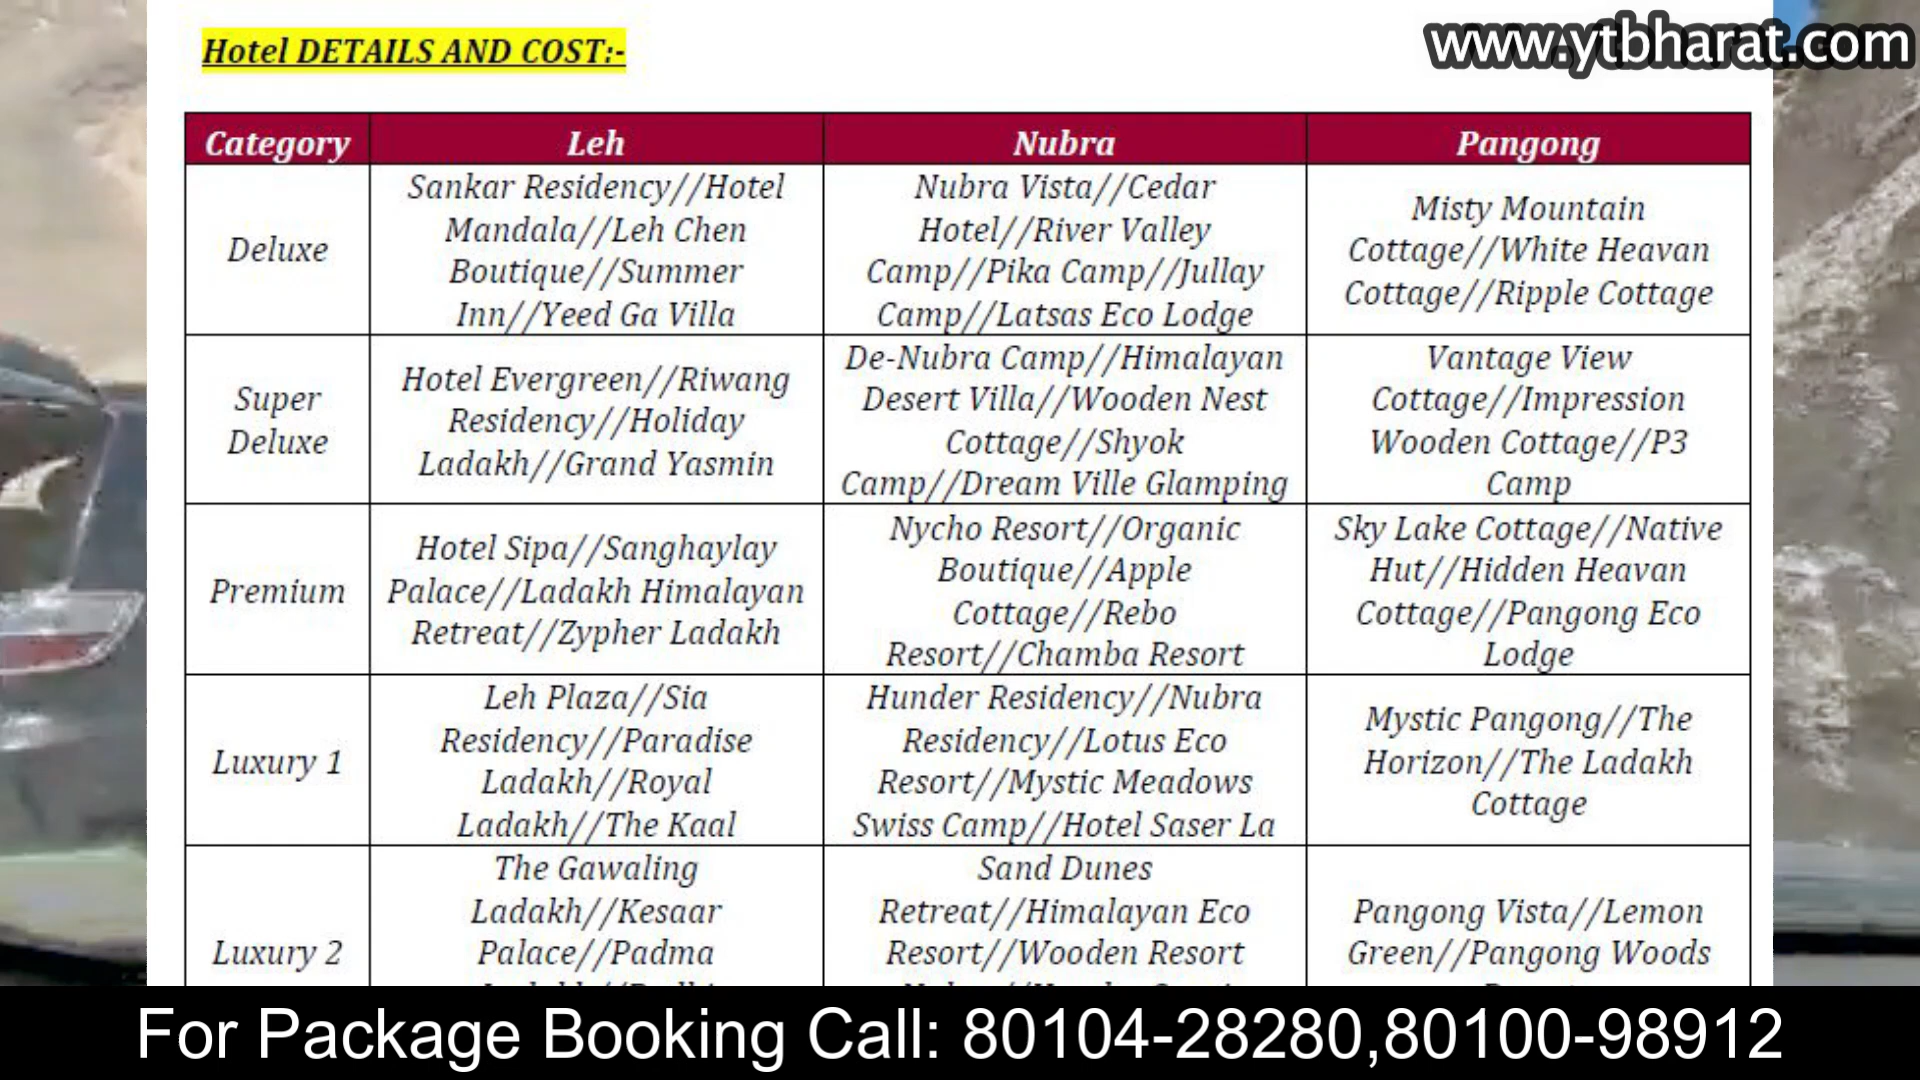 www.ytbharat.com
Hotel DETAILS AND COST:-
Category Leh Nubra Pangong
Deluxe
Sankar Residency//Hotel
Mandala//Leh Chen
Boutique//Summer
Inn//Yeed Ga Villa
Nubra Vista//Cedar
Hotel//River Valley
Camp//Pika Camp//Jullay
Camp//Latsas Eco Lodge
Misty Mountain
Cottage//White Heavan
Cottage//Ripple Cottage
Super
Deluxe
Hotel Evergreen//Riwang
Residency//Holiday
Ladakh//Grand Yasmin
De-Nubra Camp//Himalayan
Desert Villa//Wooden Nest
Cottage//Shyok
Camp//Dream Ville Glamping
Vantage View
Cottage//Impression
Wooden Cottage//P3
Camp
Premium
Hotel Sipa//Sanghaylay
Palace//Ladakh Himalayan
Retreat//Zypher Ladakh
Nycho Resort//Organic
Boutique//Apple
Cottage//Rebo
Resort//Chamba Resort
Sky Lake Cottage//Native
Hut//Hidden Heavan
Cottage//Pangong Eco
Lodge
Luxury 1
Leh Plaza//Sia
Residency//Paradise
Ladakh//Royal
Ladakh//The Kaal
Hunder Residency//Nubra
Residency//Lotus Eco
Resort//Mystic Meadows
Swiss Camp//Hotel Saser La
Mystic Pangong//The
Horizon//The Ladakh
Cottage
Luxury 2
The Gawaling
Ladakh//Kesaar
Palace//Padma
Sand Dunes
Retreat//Himalayan Eco
Resort//Wooden Resort
Pangong Vista//Lemon
Green//Pangong Woods
For Package Booking Call: 80104-28280,80100-98912